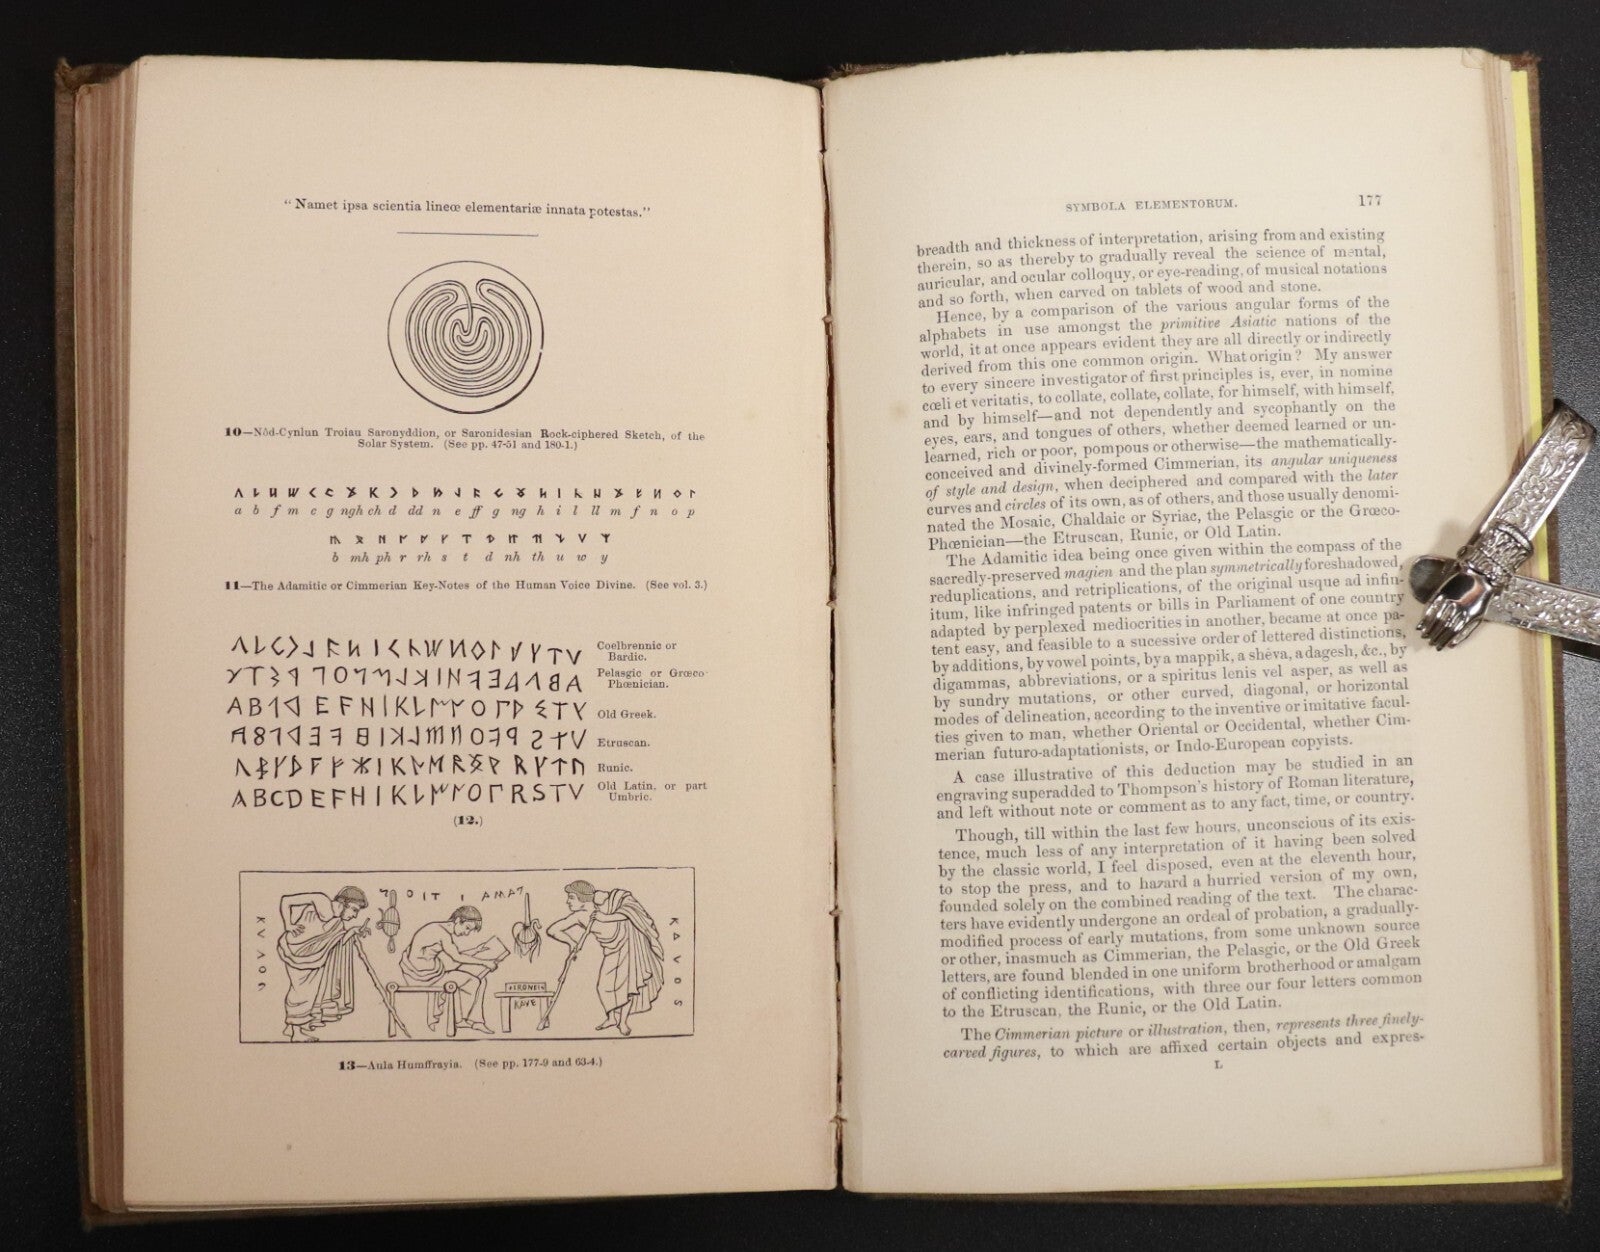 “Namet ipsa scientia lineœ elementariæ innata potestas.”
10—Nôd-Cynlun Troiau Saronyddion, or Saronidesian Rock-ciphered Sketch, of the
Solar System. (See pp. 47-51 and 180-1.)
a b f m c g ngh ch d dd n e ff g ng h i l ll m f n o p
b mh ph r rh s t d nh th u w y
11—The Adamitic or Cimmerian Key-Notes of the Human Voice Divine. (See vol. 3.)
Coelbrennic or
Bardic.
Pelasgic or Grœco-
Phœnician.
Old Greek.
Etruscan.
Runic.
ABCDEFHIKL
Old Latin, or part
Umbric.
(12.)
13—Aula Humffrayia. (See pp. 177-9 and 63-4.)
SYMBOLA ELEMENTORUM. 177
breadth and thickness of interpretation, arising from and existing
therein, so as thereby to gradually reveal the science of mental,
auricular, and ocular colloquy, or eye-reading, of musical notations
and so forth, when carved on tablets of wood and stone.
Hence, by a comparison of the various angular forms of the
alphabets in use amongst the primitive Asiatic nations of the
world, it at once appears evident they are all directly or indirectly
derived from this one common origin. What origin? My answer
to every sincere investigator of first principles is, ever, in nomine
cœli et veritatis, to collate, collate, collate, for himself, with himself,
and by himself—and not dependently and sycophantly on the
eyes, ears, and tongues of others, whether deemed learned or un-
learned, rich or poor, pompous or otherwise—the mathematically-
conceived and divinely-formed Cimmerian, its angular uniqueness
of style and design, when deciphered and compared with the later
curves and circles of its own, as of others, and those usually denomi-
nated the Mosaic, Chaldaic or Syriac, the Pelasgic or the Grœco-
Phœnician—the Etruscan, Runic, or Old Latin.
The Adamitic idea being once given within the compass of the
sacredly-preserved magien and the plan symmetrically foreshadowed,
reduplications, and retriplications, of the original usque ad infin-
itum, like infringed patents or bills in Parliament of one country
adapted by perplexed mediocrities in another, became at once pa-
tent easy, and feasible to a sucessive order of lettered distinctions,
by additions, by vowel points, by a mappik, a shéva, a dagesh, &c., by
digammas, abbreviations, or a spiritus lenis vel asper, as well as
by sundry mutations, or other curved, diagonal, or horizontal
modes of delineation, according to the inventive or imitative facul-
ties given to man, whether Oriental or Occidental, whether Cim-
merian futuro-adaptationists, or Indo-European copyists.
A case illustrative of this deduction may be studied in an
engraving superadded to Thompson's history of Roman literature,
and left without note or comment as to any fact, time, or country.
Though, till within the last few hours, unconscious of its exis-
tence, much less of any interpretation of it having been solved
by the classic world, I feel disposed, even at the eleventh hour,
to stop the press, and to hazard a hurried version of my own,
founded solely on the combined reading of the text. The charac-
ters have evidently undergone an ordeal of probation, a gradually-
modified process of early mutations, from some unknown source
or other, inasmuch as Cimmerian, the Pelasgic, or the Old Greek
letters, are found blended in one uniform brotherhood or amalgam
of conflicting identifications, with three our four letters common
to the Etruscan, the Runic, or the Old Latin.
The Cimmerian picture or illustration, then, represents three finely-
carved figures, to which are affixed certain objects and expres-
L